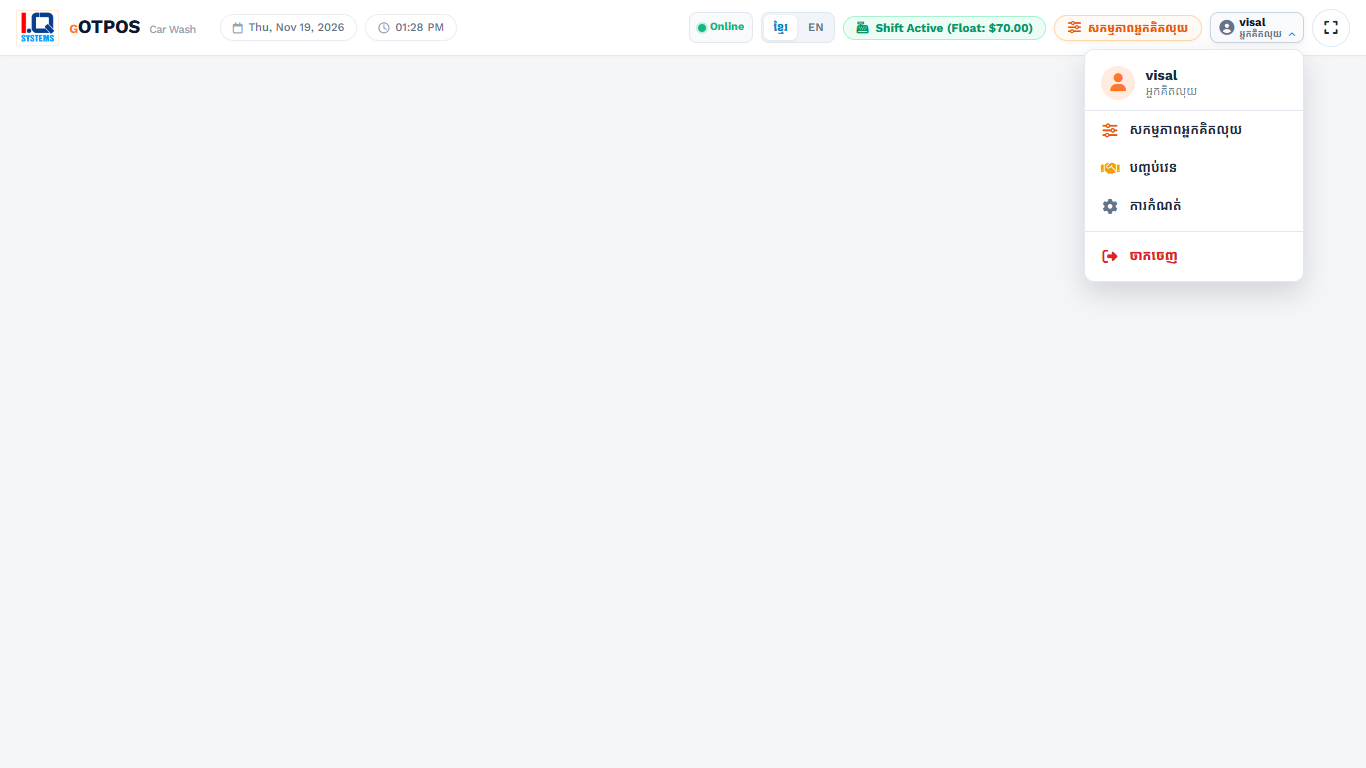 I.Q
SYSTEMS
GOTPOS Car Wash
Thu, Nov 19, 2026
01:28 PM
Online
ខ្មែរ
EN
Shift Active (Float: $70.00)
សកម្មភាពអ្នកគិតលុយ
visal
អ្នកគិតលុយ
visal
អ្នកគិតលុយ
សកម្មភាពអ្នកគិតលុយ
បញ្ចប់វេន
ការកំណត់
ចាកចេញ